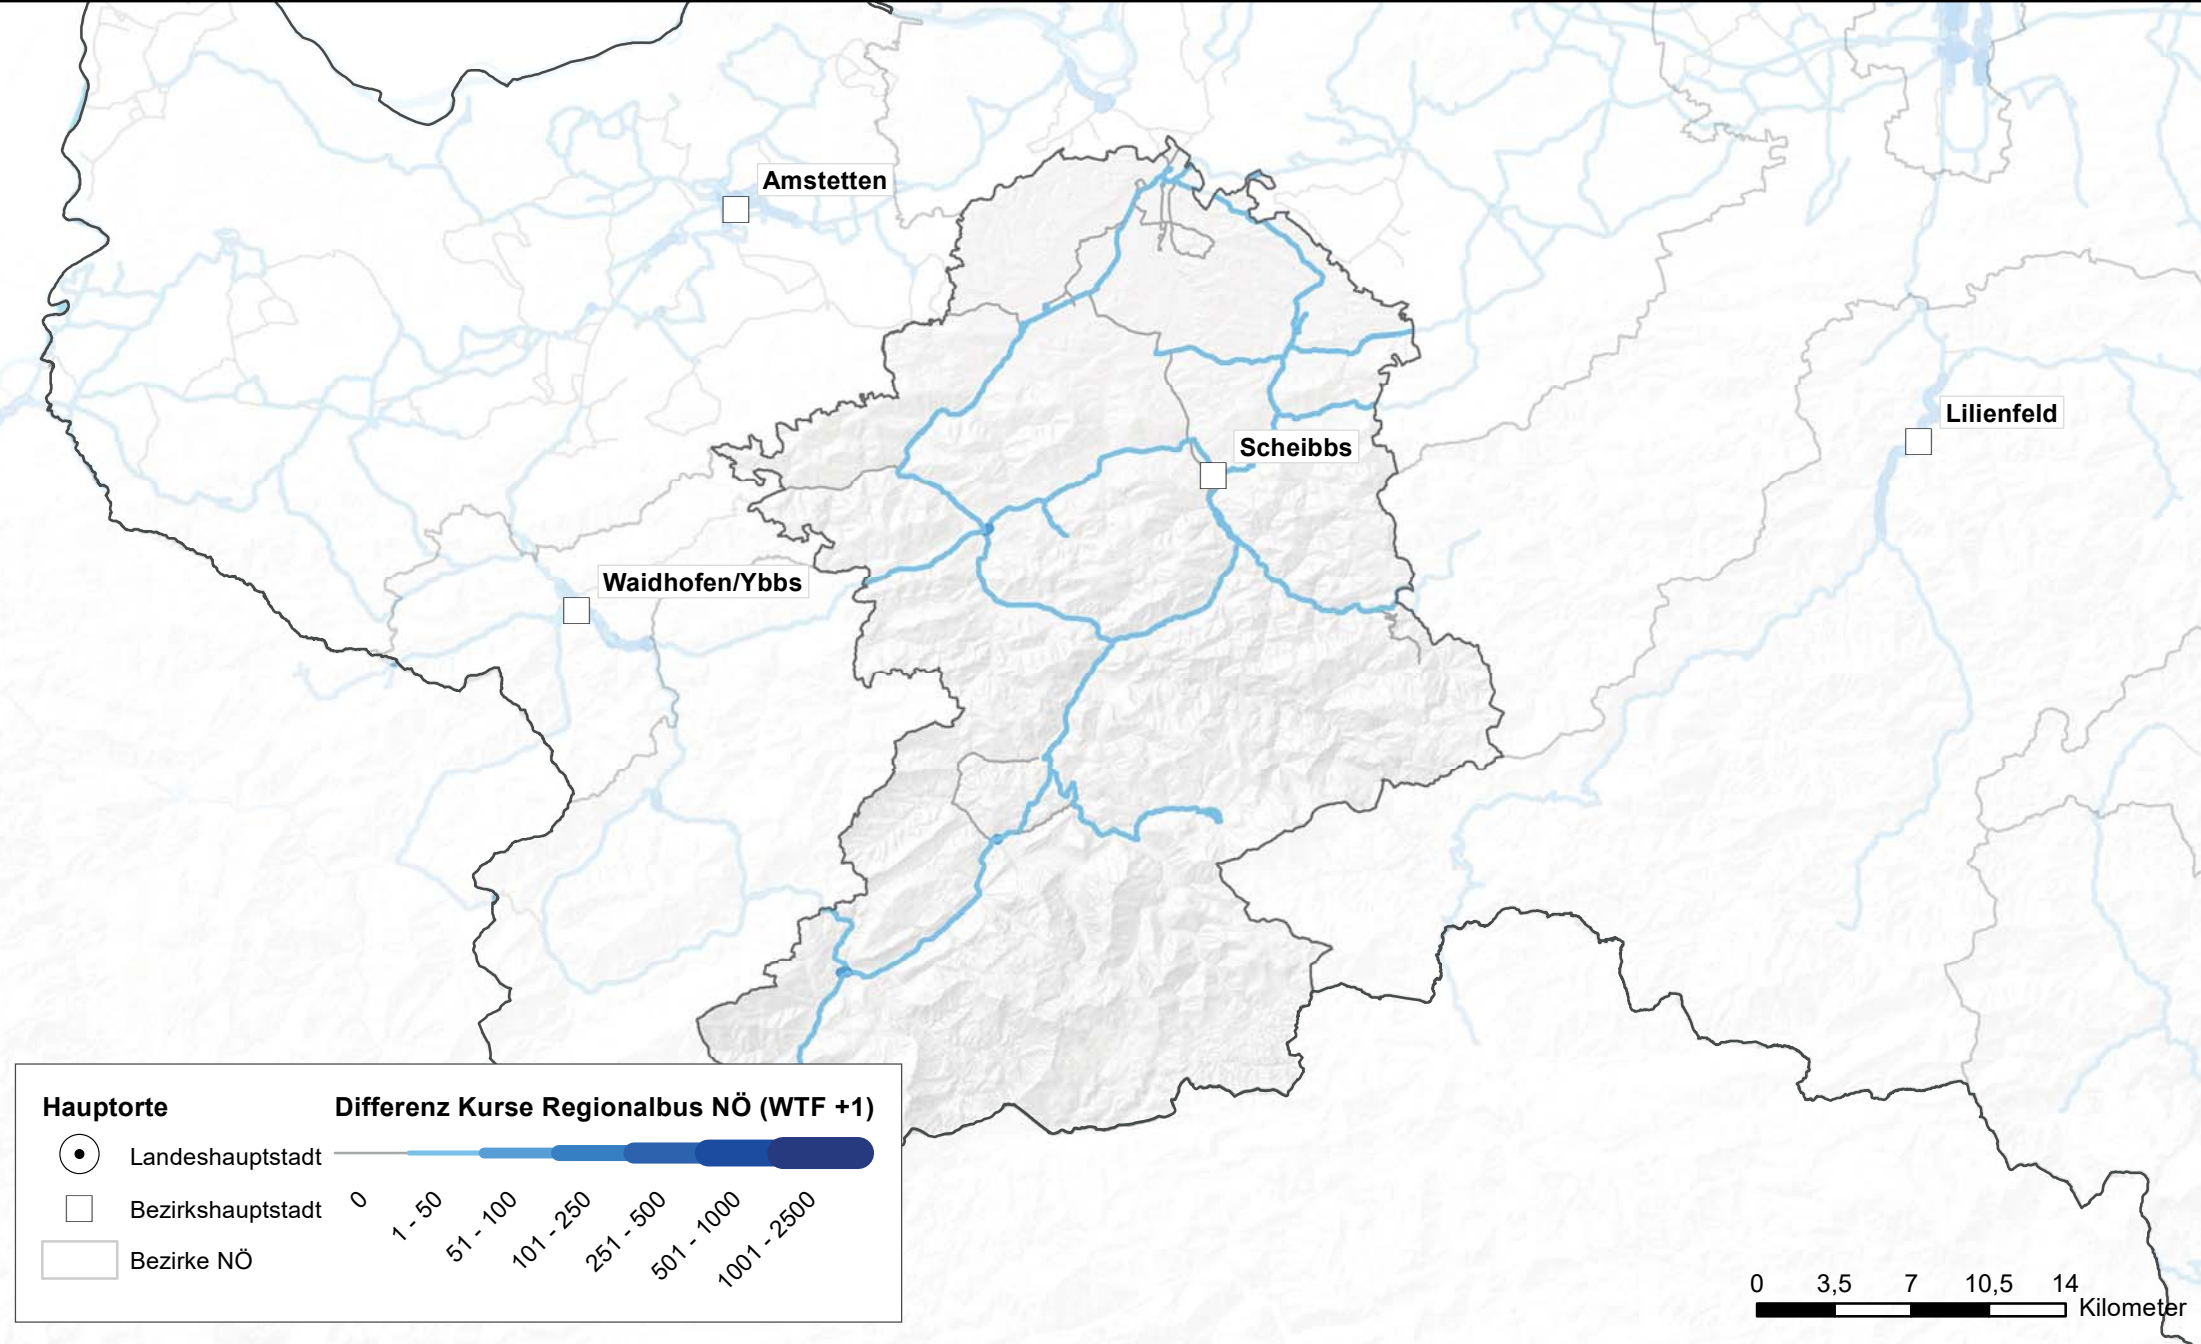 Amstetten
Lilienfeld
Scheibbs
Waidhofen/Ybbs
Hauptorte
Landeshauptstadt
Bezirkshauptstadt
Bezirke NÖ
Differenz Kurse Regionalbus NÖ (WTF +1)
0
1 - 50
51 - 100
101 - 250
251 - 500
501 - 1000
1001 - 2500
0 3,5 7 10,5 14
Kilometer